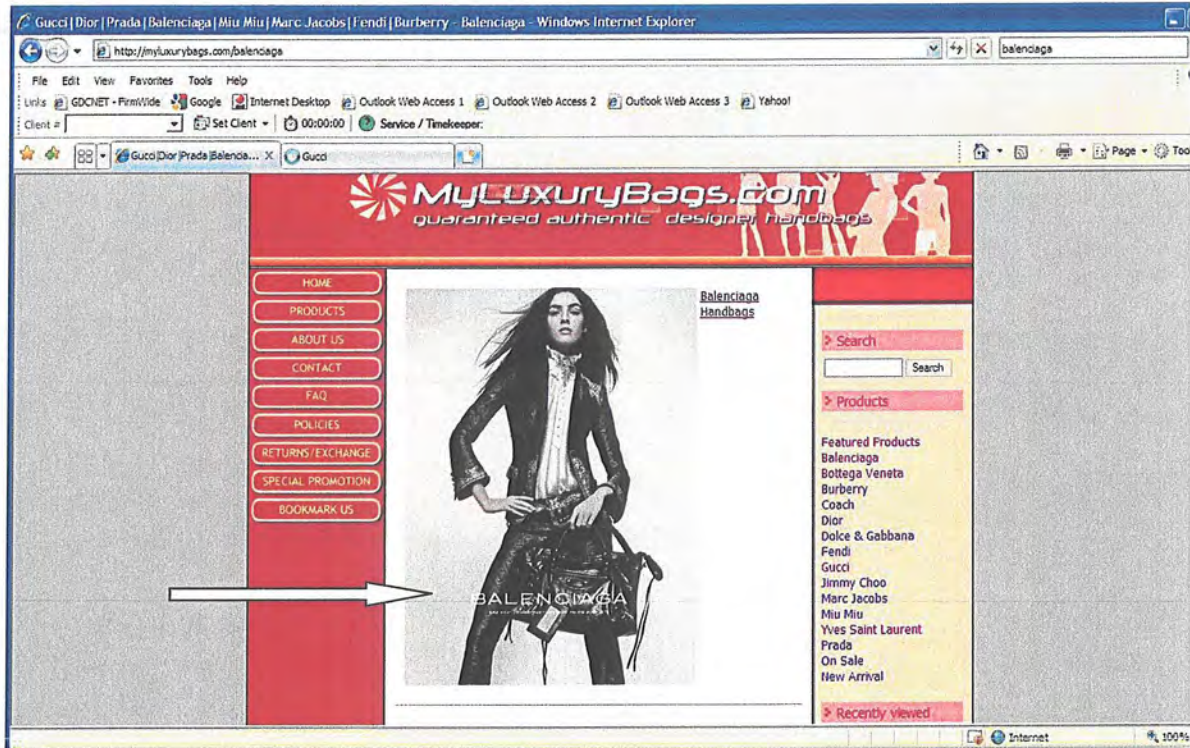 Gucci|Dior|Prada|Balenciaga|Miu Miu|Marc Jacobs|Fendi|Burberry - Balenciaga - Windows Internet Explorer
http://myluxurybags.com/balenciaga
balenciaga
File Edit View Favorites Tools Help
Links GDCNET - FirmWide Google Internet Desktop Outlook Web Access 1 Outlook Web Access 2 Outlook Web Access 3 Yahoo!
Client # Set Client 00:00:00 Service / Timekeeper:
Gucci|Dior|Prada|Balencia... X Gucci Page Too
MyLuxuryBags.com
guaranteed authentic designer handbags
HOME
PRODUCTS
ABOUT US
CONTACT
FAQ
POLICIES
RETURNS/EXCHANGE
SPECIAL PROMOTION
BOOKMARK US
BALENCIAGA
Balenciaga
Handbags
> Search
Search
> Products
Featured Products
Balenciaga
Bottega Veneta
Burberry
Coach
Dior
Dolce & Gabbana
Fendi
Gucci
Jimmy Choo
Marc Jacobs
Miu Miu
Yves Saint Laurent
Prada
On Sale
New Arrival
> Recently viewed
Internet 100%